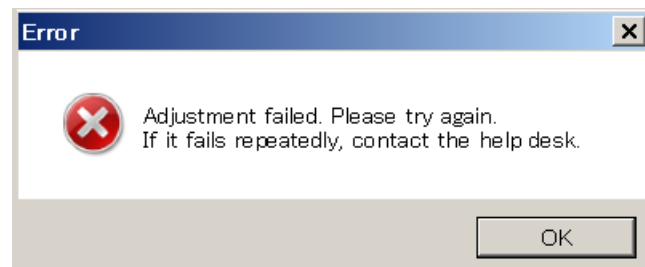 Error
Adjustment failed. Please try again.
If it fails repeatedly, contact the help desk.
OK